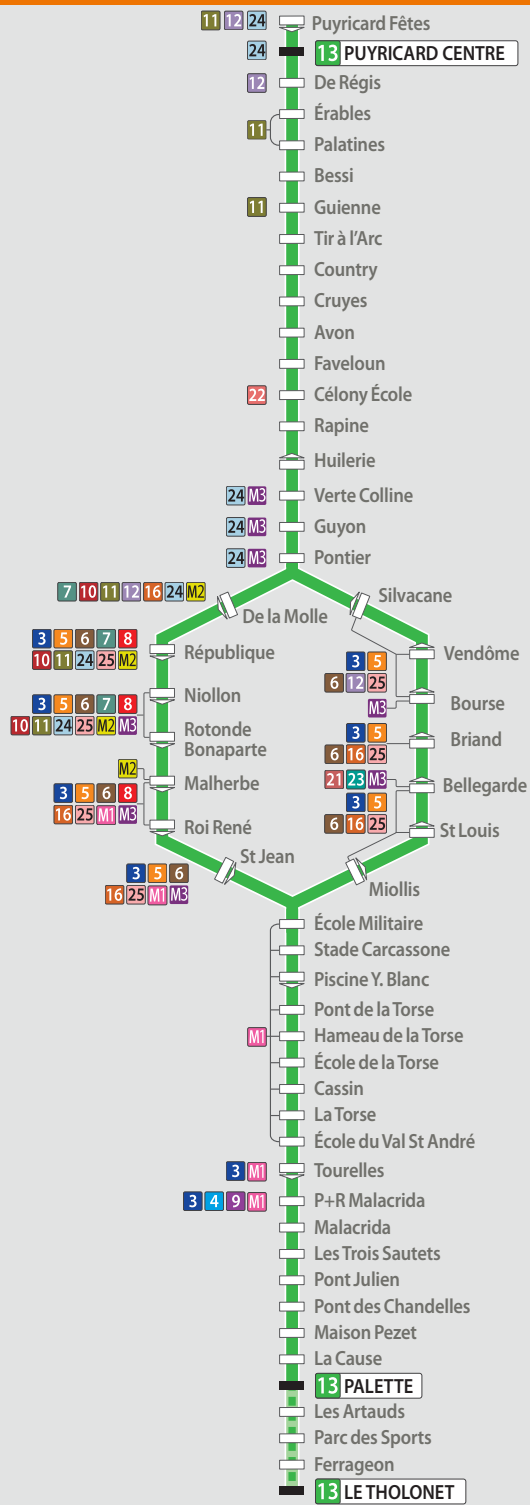 11 12 24 Puyricard Fêtes
24 13 PUYRICARD CENTRE
12 De Régis
Érables
11
Palatines
Bessi
11 Guienne
Tir à l'Arc
Country
Cruyes
Avon
Faveloun
22 Célony École
Rapine
Huilerie
24 M3 Verte Colline
24 M3 Guyon
24 M3 Pontier
7 10 11 12 16 24 M2
De la Molle
3 5 6 7 8
10 11 24 25 M2
République
Niollon
3 5 6 7 8
10 11 24 25 M2 M3
Rotonde
Bonaparte
M2
Malherbe
3 5 6 8
16 25 M1 M3
Roi René
St Jean
3 5 6
16 25 M1 M3
Silvacane
Vendôme
3 5
6 12 25
M3
Bourse
3 5
6 16 25
Briand
21 23 M3
Bellegarde
3 5
6 16 25
St Louis
Miollis
École Militaire
Stade Carcassone
Piscine Y. Blanc
Pont de la Torse
M1 Hameau de la Torse
École de la Torse
Cassin
La Torse
École du Val St André
3 M1 Tourelles
3 4 9 M1 P+R Malacrida
Malacrida
Les Trois Sautets
Pont Julien
Pont des Chandelles
Maison Pezet
La Cause
13 PALETTE
Les Artauds
Parc des Sports
Ferrageon
13 LE THOLONET